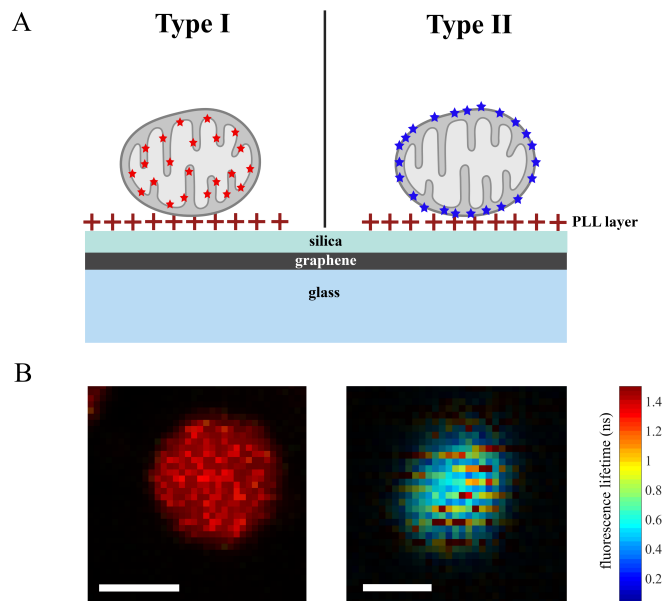 A
Type I
Type II
PLL layer
silica
graphene
glass
B
fluorescence lifetime (ns)
1.4
1.2
1
0.8
0.6
0.4
0.2